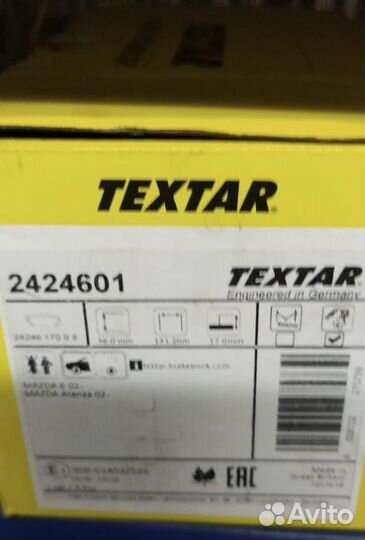 TEXTAR
2424601
TEXTAR
Engineered in Germany
24246 170 0 5
56.0 mm
131.2mm
17.0mm
textar.brakebook.com
MAZDA 6 02-
MAZDA Atenza 02-
EAC
Made in
Great Britain
Avito